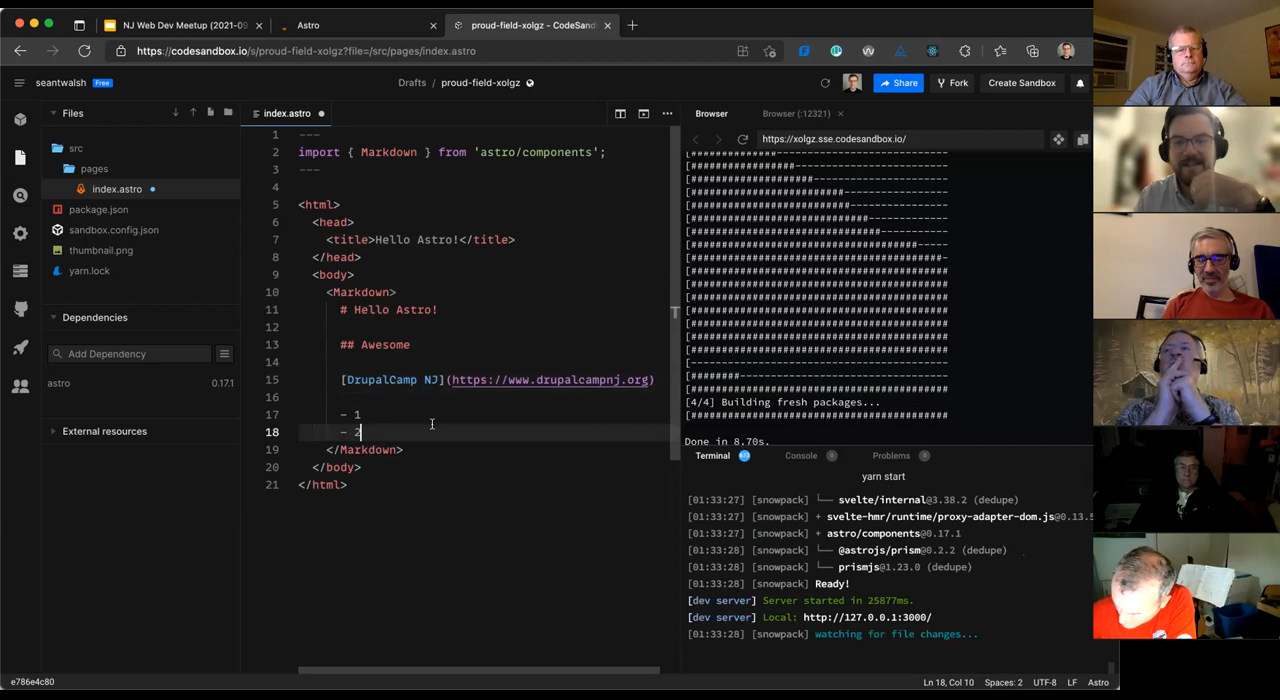 NJ Web Dev Meetup (2021-09
Astro
proud-field-xolgz - CodeSand
https://codesandbox.io/s/proud-field-xolgz?file=/src/pages/index.astro
seantwalsh Free
Drafts / proud-field-xolgz
Share
Fork
Create Sandbox
Files
src
pages
index.astro
package.json
sandbox.config.json
thumbnail.png
yarn.lock
Dependencies
Add Dependency
astro 0.17.1
External resources
e786e4c80
index.astro
1 ---
2 import { Markdown } from 'astro/components';
3 ---
4
5 <html>
6 <head>
7 <title>Hello Astro!</title>
8 </head>
9 <body>
10 <Markdown>
11 # Hello Astro!
12
13 ## Awesome
14
15 [DrupalCamp NJ](https://www.drupalcampnj.org)
16
17 - 1
18 - 2
19 </Markdown>
20 </body>
21 </html>
Browser
Browser (:12321)
https://xolgz.sse.codesandbox.io/
[4/4] Building fresh packages...
Done in 8.70s.
Terminal
Console 0
Problems 0
yarn start
[01:33:27] [snowpack] └── svelte/internal@3.38.2 (dedupe)
[01:33:27] [snowpack] + svelte-hmr/runtime/proxy-adapter-dom.js@0.13.5
[01:33:27] [snowpack] + astro/components@0.17.1
[01:33:28] [snowpack] └── @astrojs/prism@0.2.2 (dedupe)
[01:33:28] [snowpack] └── prismjs@1.23.0 (dedupe)
[01:33:28] [snowpack] Ready!
[dev server] Server started in 25877ms.
[dev server] Local: http://127.0.0.1:3000/
[01:33:28] [snowpack] watching for file changes...
Ln 18, Col 10
Spaces: 2
UTF-8
LF
Astro